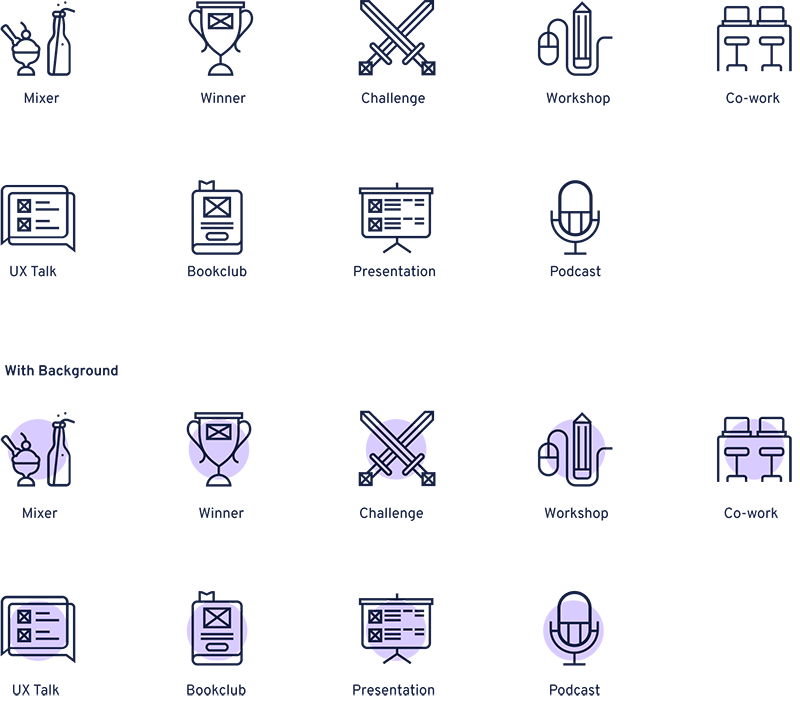 Mixer Winner Challenge Workshop Co-work
UX Talk Bookclub Presentation Podcast
With Background
Mixer Winner Challenge Workshop Co-work
UX Talk Bookclub Presentation Podcast